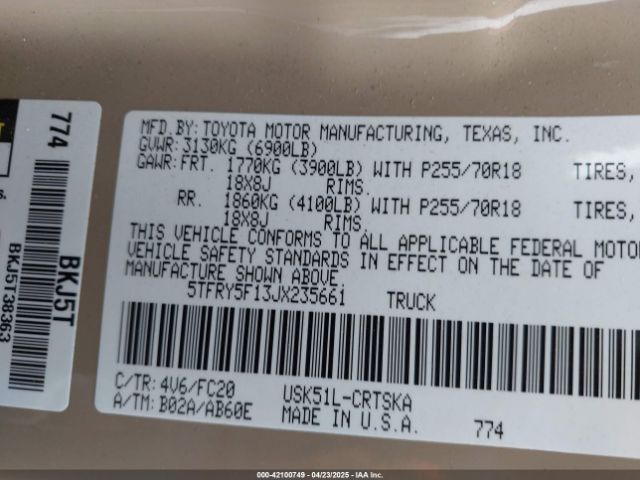 MFD.BY:TOYOTA MOTOR MANUFACTURING, TEXAS, INC.
GVWR:3130KG (6900LB)
GAWR:FRT. 1770KG (3900LB) WITH P255/70R18 TIRES,
18X8J RIMS.
RR. 1860KG (4100LB) WITH P255/70R18 TIRES,
18X8J RIMS.
THIS VEHICLE CONFORMS TO ALL APPLICABLE FEDERAL MOTOR
VEHICLE SAFETY STANDARDS IN EFFECT ON THE DATE OF
MANUFACTURE SHOWN ABOVE.
5TFRY5F13JX235661 TRUCK
C/TR: 4V6/FC20 USK51L-CRTSKA
A/TM: B02A/AB60E MADE IN U.S.A. 774
774
BKJ5T
BKJ5T38363
000-42100749 - 04/23/2025 - IAAI, Inc.